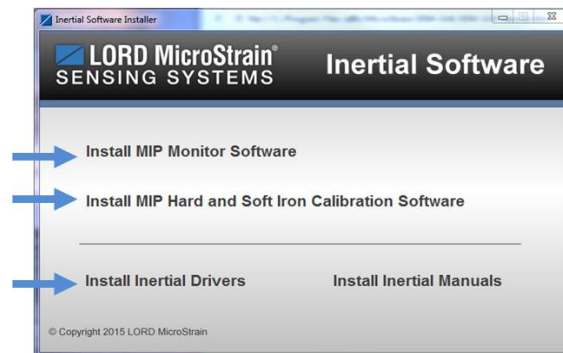 Inertial Software Installer
LORD MicroStrain®
SENSING SYSTEMS
Inertial Software
Install MIP Monitor Software
Install MIP Hard and Soft Iron Calibration Software
Install Inertial Drivers
Install Inertial Manuals
© Copyright 2015 LORD MicroStrain